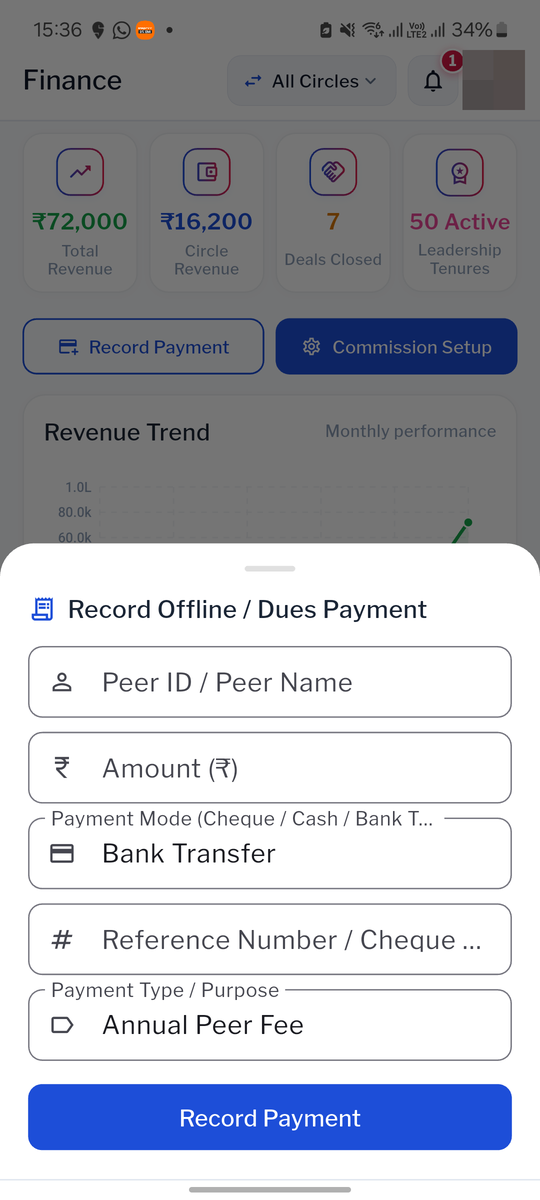 15:36
Vo)) LTE2
34%
Finance
All Circles
1
₹72,000
Total
Revenue
₹16,200
Circle
Revenue
7
Deals Closed
50 Active
Leadership
Tenures
Record Payment
Commission Setup
Revenue Trend
Monthly performance
1.0L
80.0k
60.0k
Record Offline / Dues Payment
Peer ID / Peer Name
₹ Amount (₹)
Payment Mode (Cheque / Cash / Bank T...
Bank Transfer
# Reference Number / Cheque ...
Payment Type / Purpose
Annual Peer Fee
Record Payment